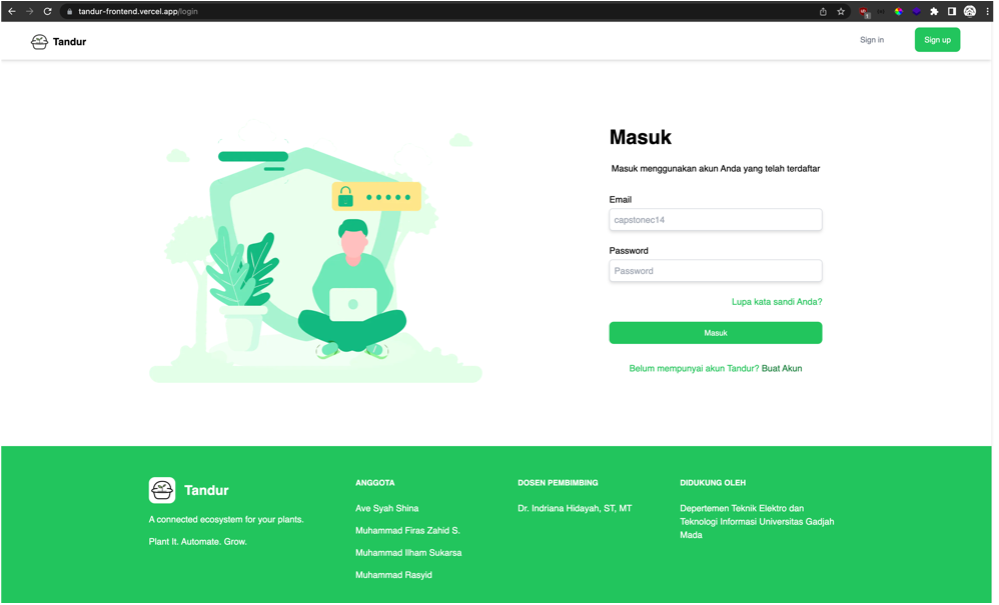 tandur-frontend.vercel.app/login
Tandur
Sign in
Sign up
Masuk
Masuk menggunakan akun Anda yang telah terdaftar
Email
capstonec14
Password
Password
Lupa kata sandi Anda?
Masuk
Belum mempunyai akun Tandur? Buat Akun
Tandur
A connected ecosystem for your plants.
Plant It. Automate. Grow.
ANGGOTA
Ave Syah Shina
Muhammad Firas Zahid S.
Muhammad Ilham Sukarsa
Muhammad Rasyid
DOSEN PEMBIMBING
Dr. Indriana Hidayah, ST, MT
DIDUKUNG OLEH
Depertemen Teknik Elektro dan
Teknologi Informasi Universitas Gadjah
Mada